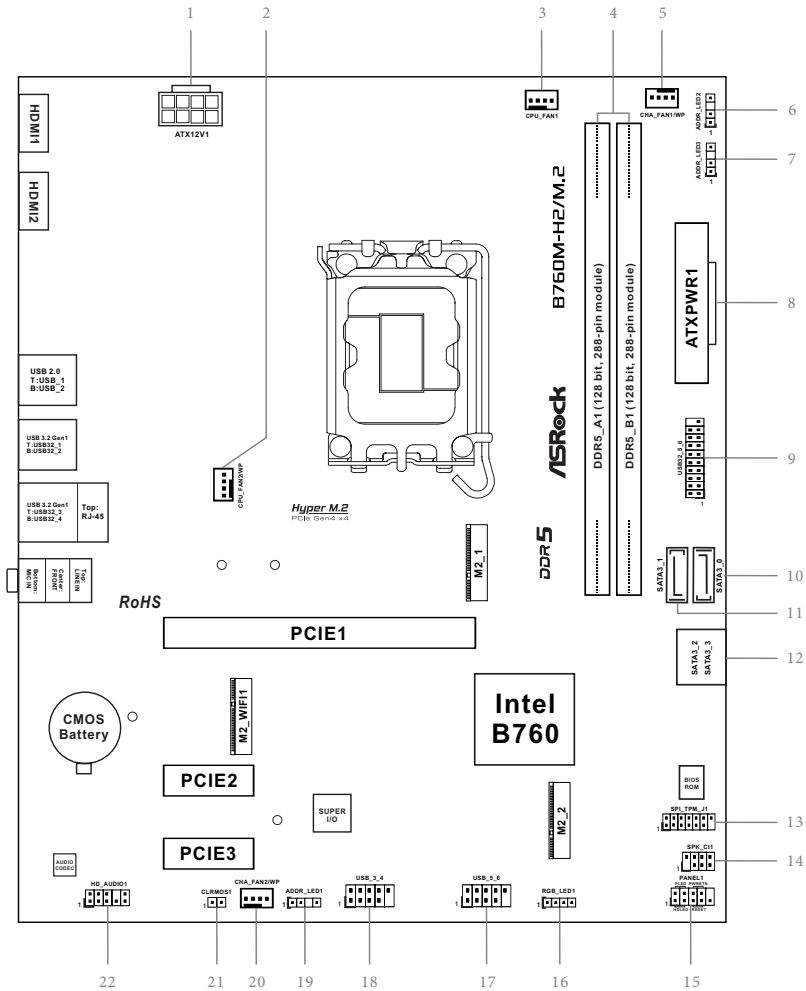 1
2
3
4
5
ATX12V1
CPU_FAN1
CHA_FAN1/WP
ADDR_LED2
1
6
ADDR_LED3
1
7
HDMI1
HDMI2
B760M-H2/M.2
DDR5_A1 (128 bit, 288-pin module)
DDR5_B1 (128 bit, 288-pin module)
ATXPWR1
8
USB 2.0
T:USB_1
B:USB_2
USB 3.2 Gen1
T:USB32_1
B:USB32_2
ASRock
USB32_5_6
1
9
CPU_FAN2/WP
USB 3.2 Gen1
T:USB32_3
B:USB32_4
Top:
RJ-45
Hyper M.2
PCIe Gen4 x4
M2_1
DDR5
SATA3_1
SATA3_0
10
11
Top:
LINE IN
Center:
FRONT
Bottom:
MIC IN
RoHS
PCIE1
SATA3_2
SATA3_3
12
CMOS
Battery
M2_WIFI1
Intel
B760
PCIE2
BIOS
ROM
SUPER
I/O
M2_2
SPI_TPM_J1
1
13
PCIE3
SPK_CI1
1
14
AUDIO
CODEC
HD_AUDIO1
1
CLRMOS1
1
CHA_FAN2/WP
ADDR_LED1
1
USB_3_4
1
USB_5_6
1
RGB_LED1
1
PANEL1
PLED PWRBTN
1
HDLED RESET
22
21
20
19
18
17
16
15